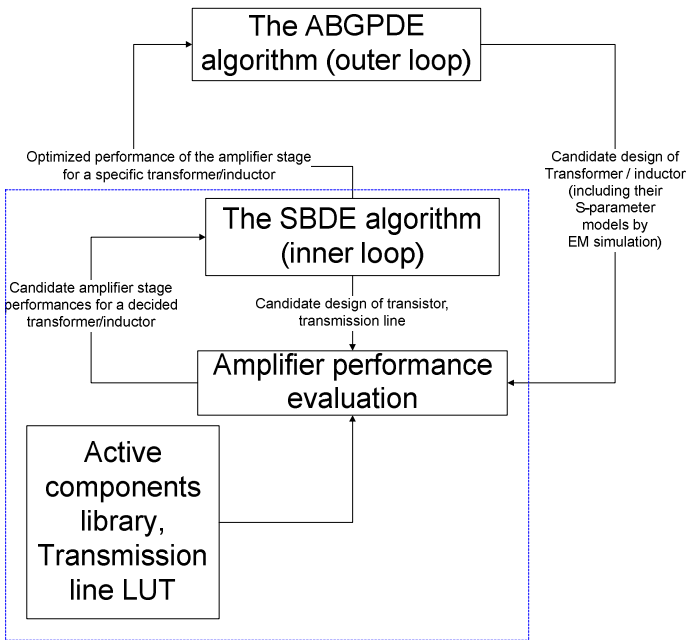 The ABGPDE
algorithm (outer loop)
Optimized performance of the amplifier stage
for a specific transformer/inductor
Candidate design of
Transformer / inductor
(including their
S-parameter
models by
EM simulation)
The SBDE algorithm
(inner loop)
Candidate amplifier stage
performances for a decided
transformer/inductor
Candidate design of transistor,
transmission line
Amplifier performance
evaluation
Active
components
library,
Transmission
line LUT